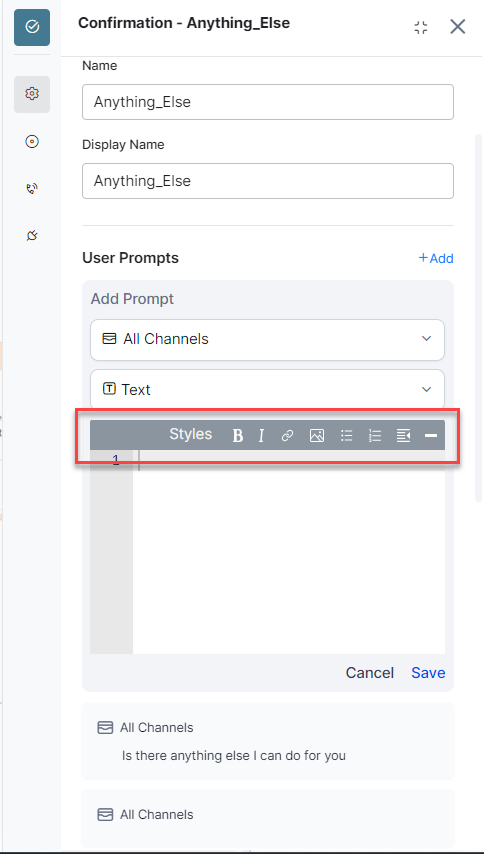 Confirmation - Anything_Else
Name
Anything_Else
Display Name
Anything_Else
User Prompts
+Add
Add Prompt
All Channels
T Text
Styles B I
1
Cancel Save
All Channels
Is there anything else I can do for you
All Channels